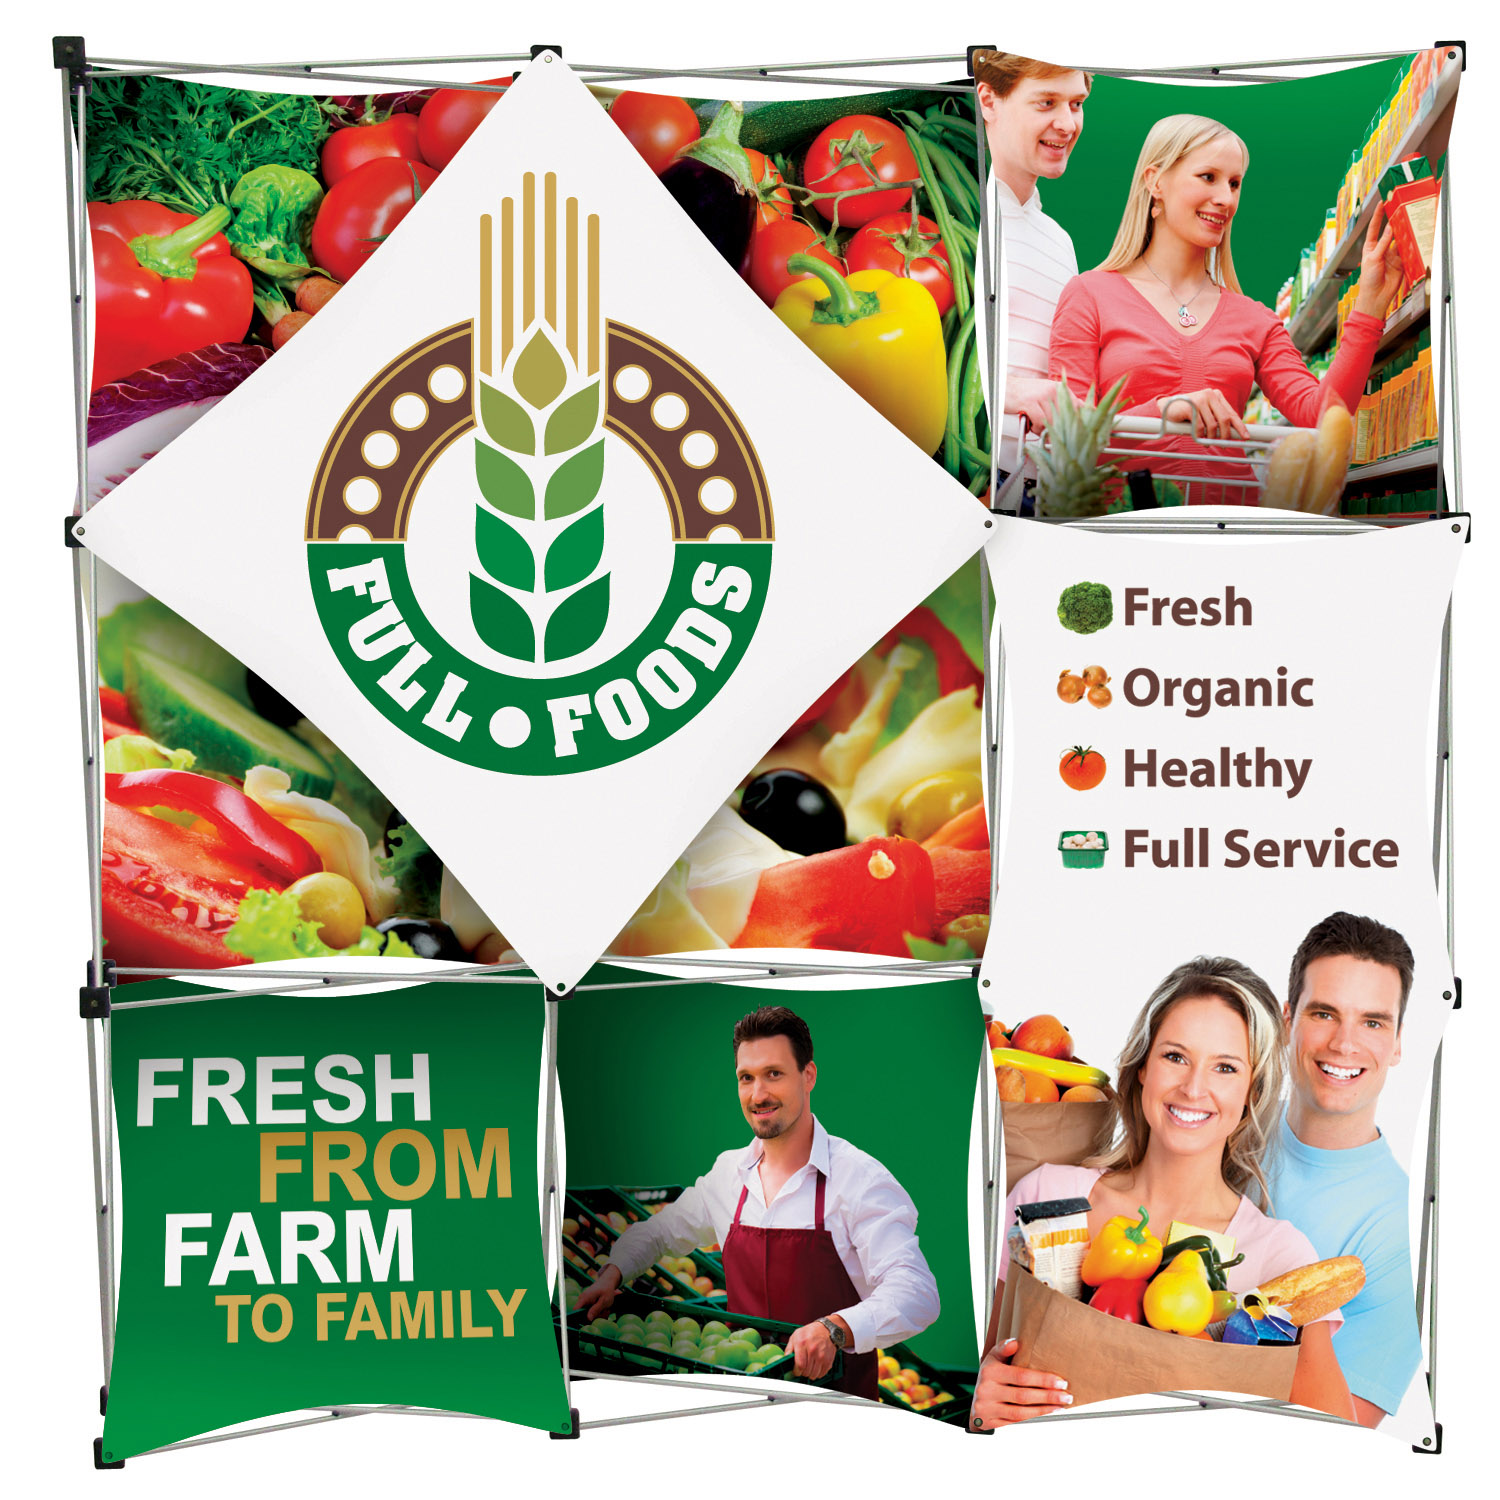 FULL • FOODS
Fresh
Organic
Healthy
Full Service
FRESH
FROM
FARM
TO FAMILY